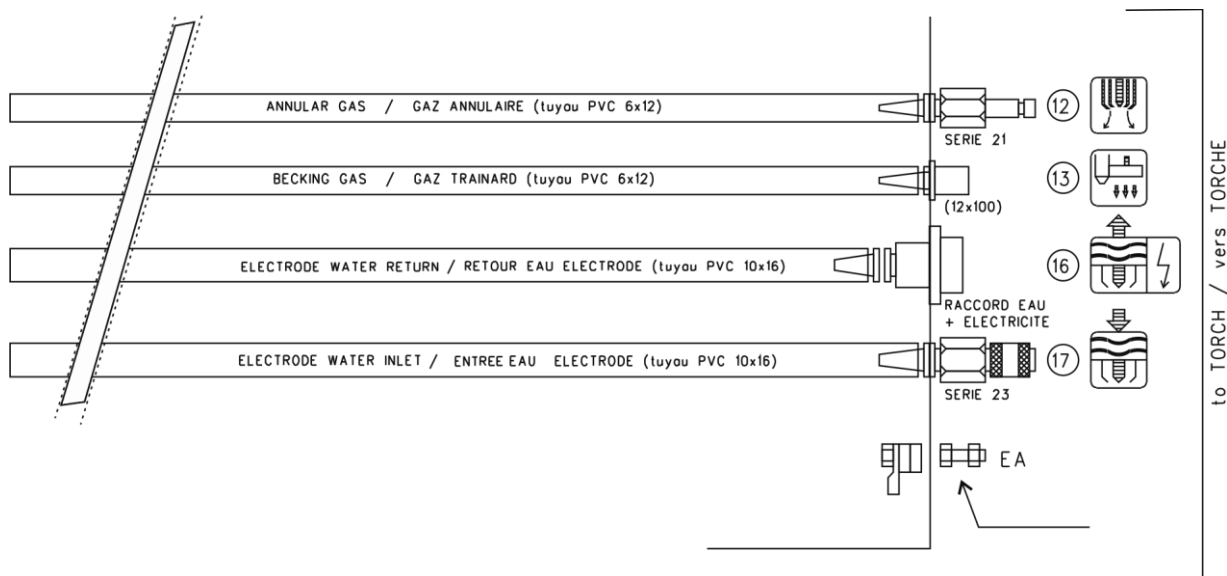 ANNULAR GAS / GAZ ANNULAIRE (tuyau PVC 6x12)
12
SERIE 21
BECKING GAS / GAZ TRAINARD (tuyau PVC 6x12)
13
(12x100)
ELECTRODE WATER RETURN / RETOUR EAU ELECTRODE (tuyau PVC 10x16)
16
RACCORD EAU
+ ELECTRICITE
ELECTRODE WATER INLET / ENTREE EAU ELECTRODE (tuyau PVC 10x16)
17
SERIE 23
EA
to TORCH / vers TORCHE